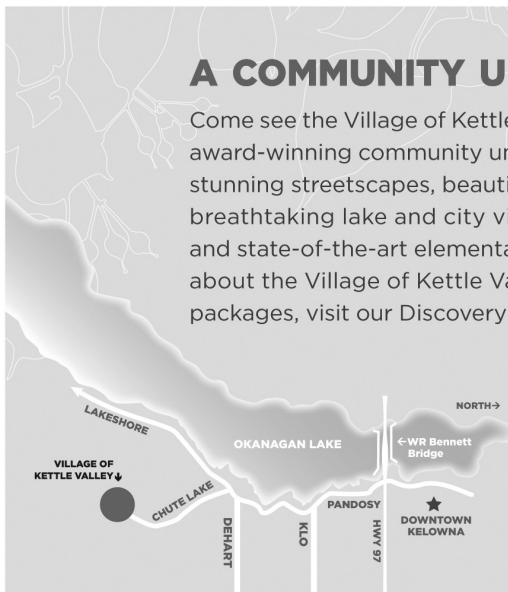 A COMMUNITY U
Come see the Village of Kettle
award-winning community un
stunning streetscapes, beauti
breathtaking lake and city vi
and state-of-the-art elementa
about the Village of Kettle Va
packages, visit our Discovery
NORTH→
LAKESHORE
OKANAGAN LAKE
←WR Bennett
Bridge
VILLAGE OF
KETTLE VALLEY↓
CHUTE LAKE
PANDOSY
DOWNTOWN
KELOWNA
DEHART
KLO
HWY 97